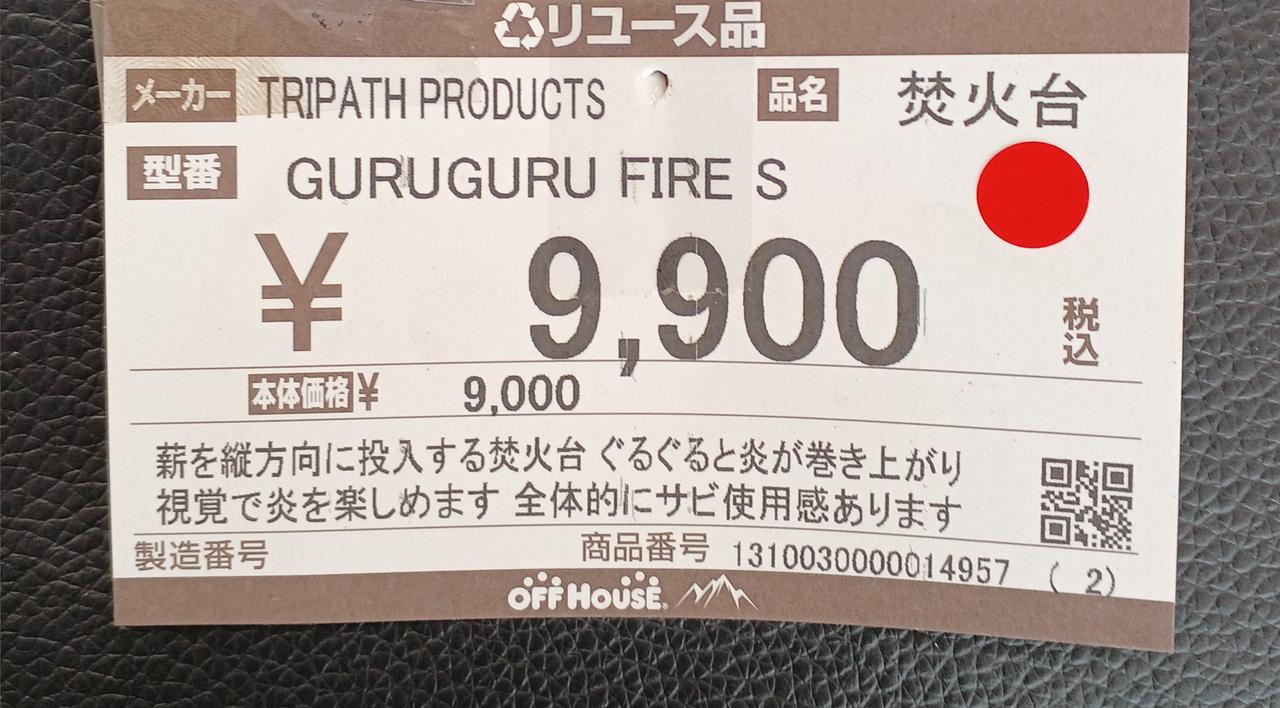 リユース品
メーカー TRIPATH PRODUCTS 品名 焚火台
型番 GURUGURU FIRE S
¥ 9,900 税込
本体価格¥ 9,000
薪を縦方向に投入する焚火台 ぐるぐると炎が巻き上がり
視覚で炎を楽しめます 全体的にサビ使用感あります
製造番号 商品番号 1310030000014957 ( 2)
OFF HOUSE